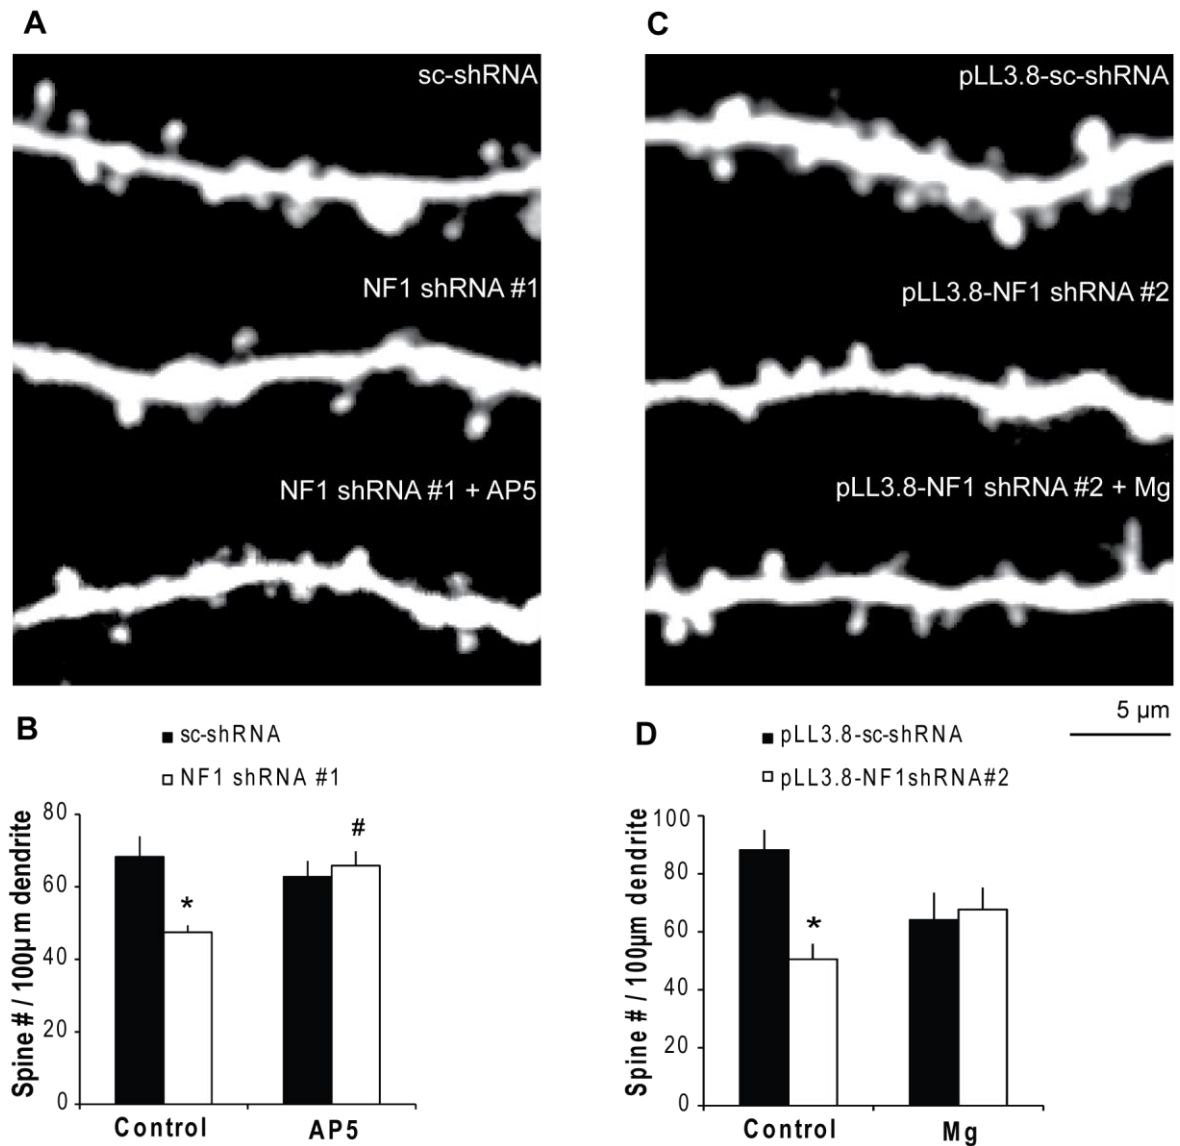 A
sc-shRNA
NF1 shRNA #1
NF1 shRNA #1 + AP5
C
pLL3.8-sc-shRNA
pLL3.8-NF1 shRNA #2
pLL3.8-NF1 shRNA #2 + Mg
5 µm
B
sc-shRNA
NF1 shRNA #1
Spine # / 100µm dendrite
80
60
40
20
0
*
#
Control
AP5
D
pLL3.8-sc-shRNA
pLL3.8-NF1shRNA#2
Spine # / 100µm dendrite
100
80
60
40
20
0
*
Control
Mg